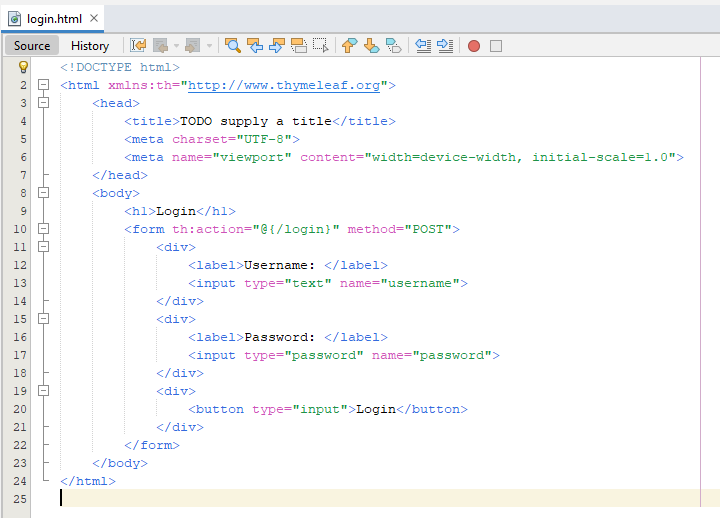 login.html
Source History
<!DOCTYPE html>
2 <html xmlns:th="http://www.thymeleaf.org">
3 <head>
4 <title>TODO supply a title</title>
5 <meta charset="UTF-8">
6 <meta name="viewport" content="width=device-width, initial-scale=1.0">
7 </head>
8 <body>
9 <h1>Login</h1>
10 <form th:action="@{/login}" method="POST">
11 <div>
12 <label>Username: </label>
13 <input type="text" name="username">
14 </div>
15 <div>
16 <label>Password: </label>
17 <input type="password" name="password">
18 </div>
19 <div>
20 <button type="input">Login</button>
21 </div>
22 </form>
23 </body>
24 </html>
25